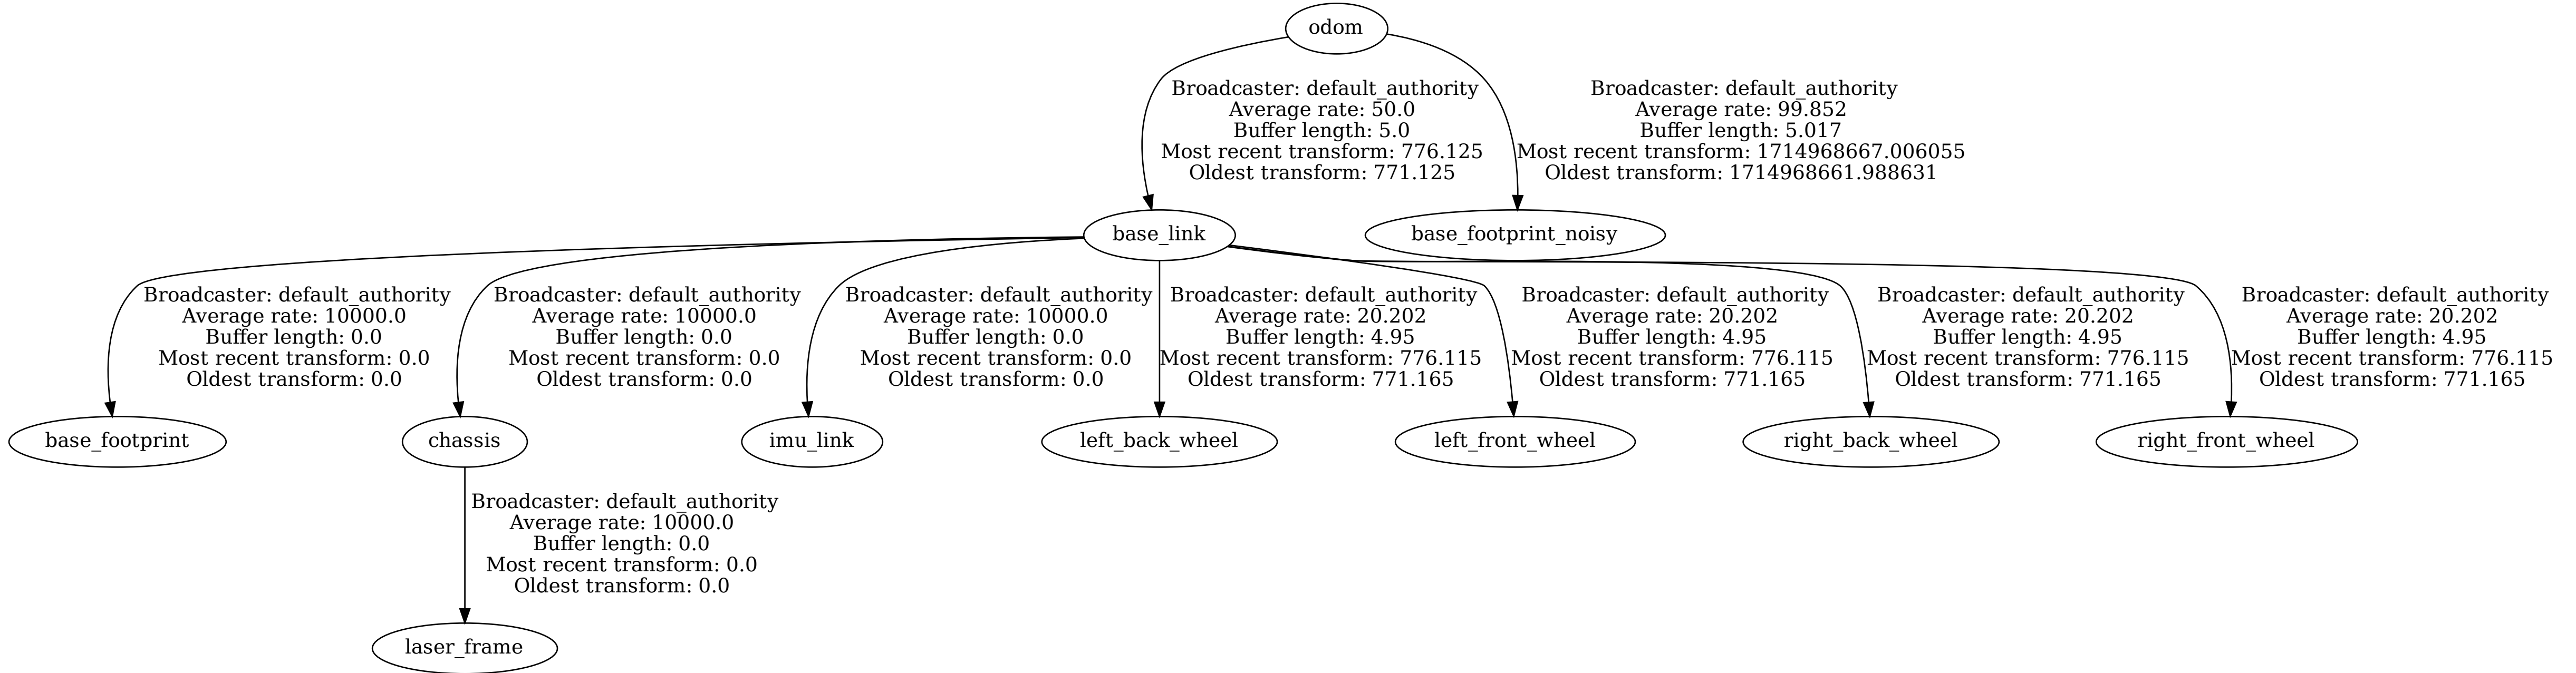 odom
Broadcaster: default_authority
Average rate: 50.0
Buffer length: 5.0
Most recent transform: 776.125
Oldest transform: 771.125
Broadcaster: default_authority
Average rate: 99.852
Buffer length: 5.017
Most recent transform: 1714968667.006055
Oldest transform: 1714968661.988631
base_link
base_footprint_noisy
Broadcaster: default_authority
Average rate: 10000.0
Buffer length: 0.0
Most recent transform: 0.0
Oldest transform: 0.0
Broadcaster: default_authority
Average rate: 10000.0
Buffer length: 0.0
Most recent transform: 0.0
Oldest transform: 0.0
Broadcaster: default_authority
Average rate: 10000.0
Buffer length: 0.0
Most recent transform: 0.0
Oldest transform: 0.0
Broadcaster: default_authority
Average rate: 20.202
Buffer length: 4.95
Most recent transform: 776.115
Oldest transform: 771.165
Broadcaster: default_authority
Average rate: 20.202
Buffer length: 4.95
Most recent transform: 776.115
Oldest transform: 771.165
Broadcaster: default_authority
Average rate: 20.202
Buffer length: 4.95
Most recent transform: 776.115
Oldest transform: 771.165
Broadcaster: default_authority
Average rate: 20.202
Buffer length: 4.95
Most recent transform: 776.115
Oldest transform: 771.165
base_footprint
chassis
imu_link
left_back_wheel
left_front_wheel
right_back_wheel
right_front_wheel
Broadcaster: default_authority
Average rate: 10000.0
Buffer length: 0.0
Most recent transform: 0.0
Oldest transform: 0.0
laser_frame